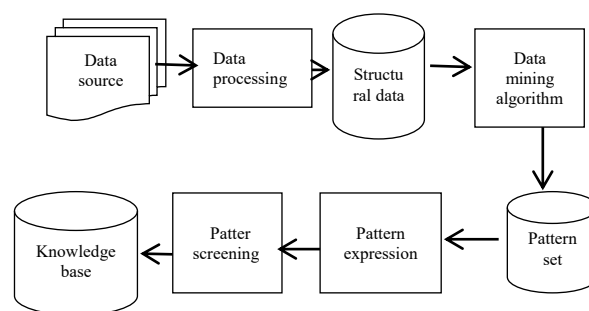 Data
source
Data
processing
Structu
ral data
Data
mining
algorithm
Knowledge
base
Patter
screening
Pattern
expression
Pattern
set